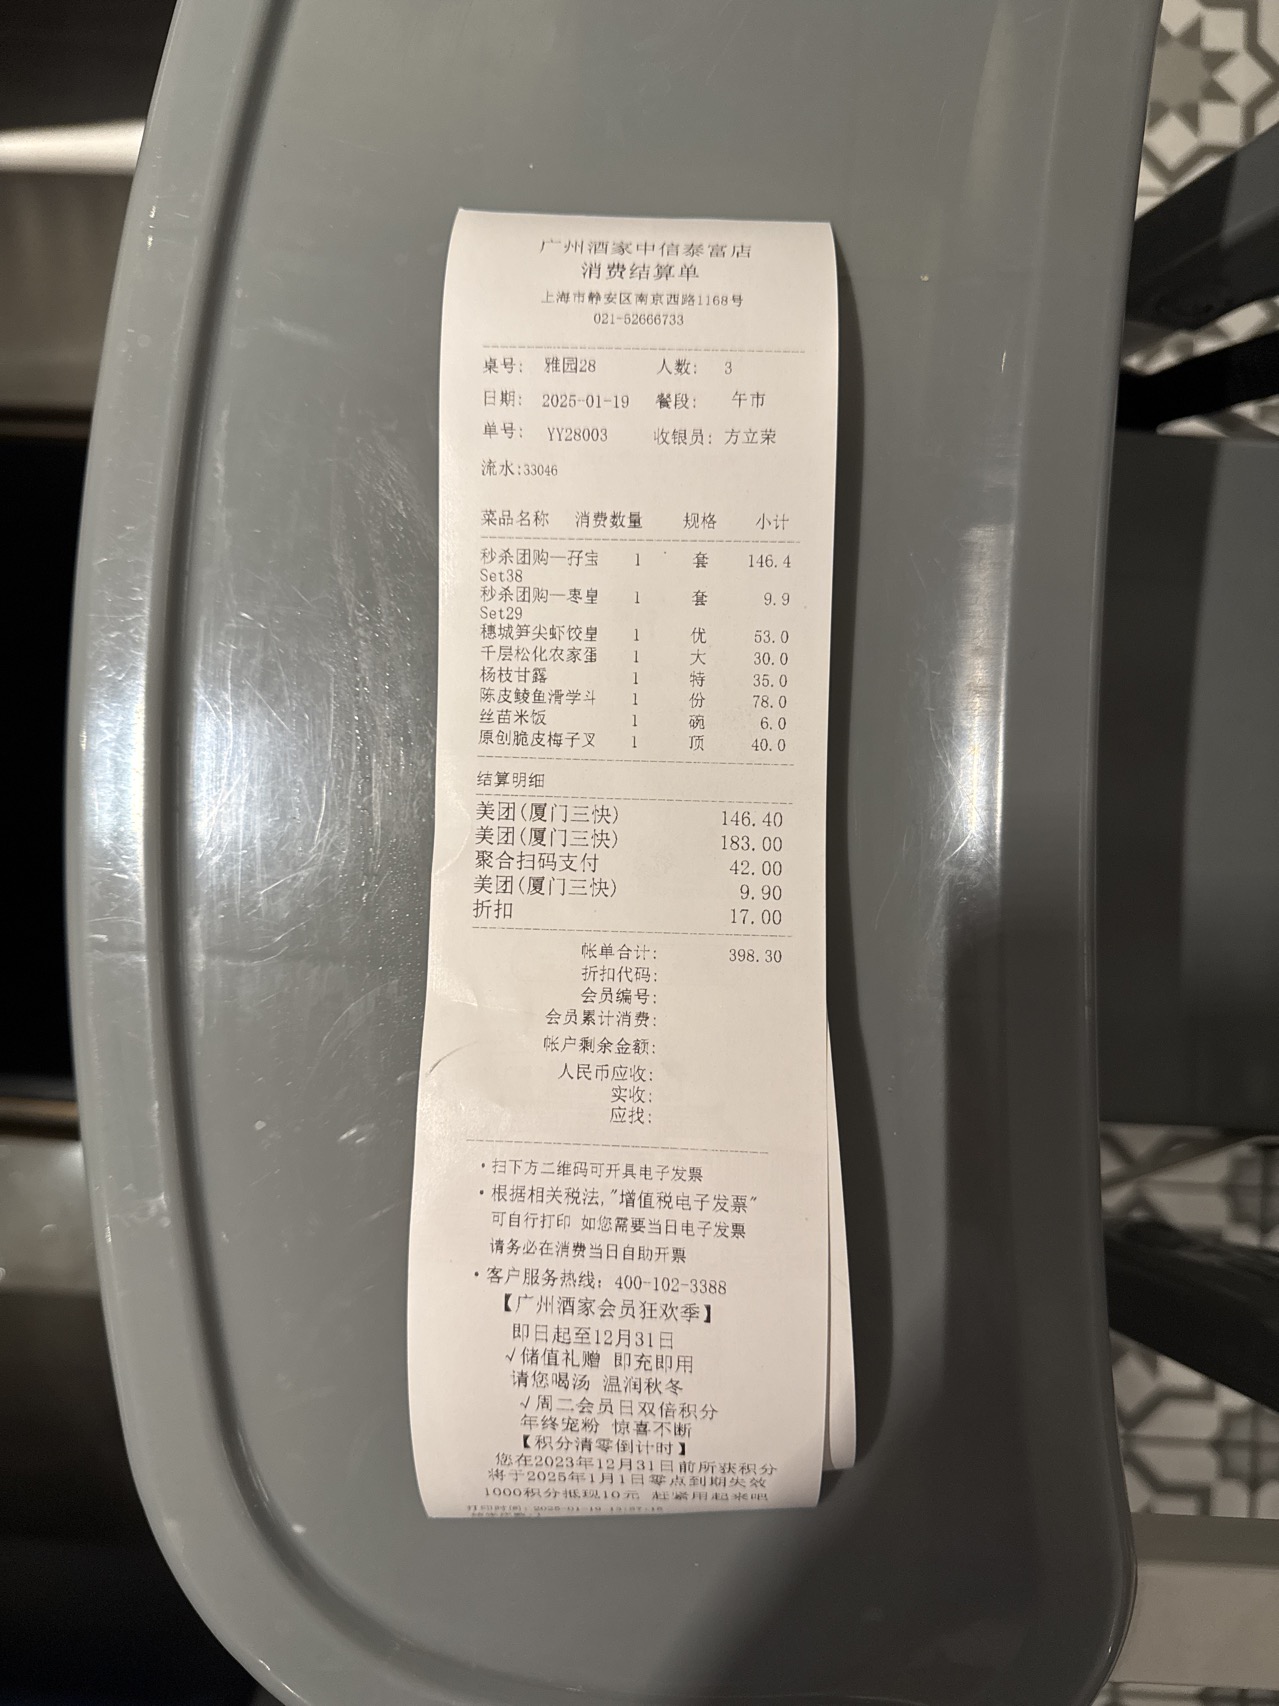 广州酒家中信泰富店
消费结算单
上海市静安区南京西路1168号
021-52666733
桌号: 雅园28 人数: 3
日期: 2025-01-19 餐段: 午市
单号: YY28003 收银员: 方立荣
流水:33046
菜品名称 消费数量 规格 小计
秒杀团购—孖宝 1 套 146.4
Set38
秒杀团购—枣皇 1 套 9.9
Set29
穗城笋尖虾饺皇 1 优 53.0
千层松化农家蛋 1 大 30.0
杨枝甘露 1 特 35.0
陈皮鲮鱼滑学斗 1 份 78.0
丝苗米饭 1 碗 6.0
原创脆皮梅子叉 1 顶 40.0
结算明细
美团(厦门三快) 146.40
美团(厦门三快) 183.00
聚合扫码支付 42.00
美团(厦门三快) 9.90
折扣 17.00
帐单合计: 398.30
折扣代码:
会员编号:
会员累计消费:
帐户剩余金额:
人民币应收:
实收:
应找:
·扫下方二维码可开具电子发票
·根据相关税法,"增值税电子发票"
可自行打印 如您需要当日电子发票
请务必在消费当日自助开票
·客户服务热线: 400-102-3388
【广州酒家会员狂欢季】
即日起至12月31日
√储值礼赠 即充即用
请您喝汤 温润秋冬
√周二会员日双倍积分
年终宠粉 惊喜不断
【积分清零倒计时】
您在2023年12月31日前所获积分
将于2025年1月1日零点到期失效
1000积分抵现10元 赶紧用起来吧
打印时间: 2025-01-19